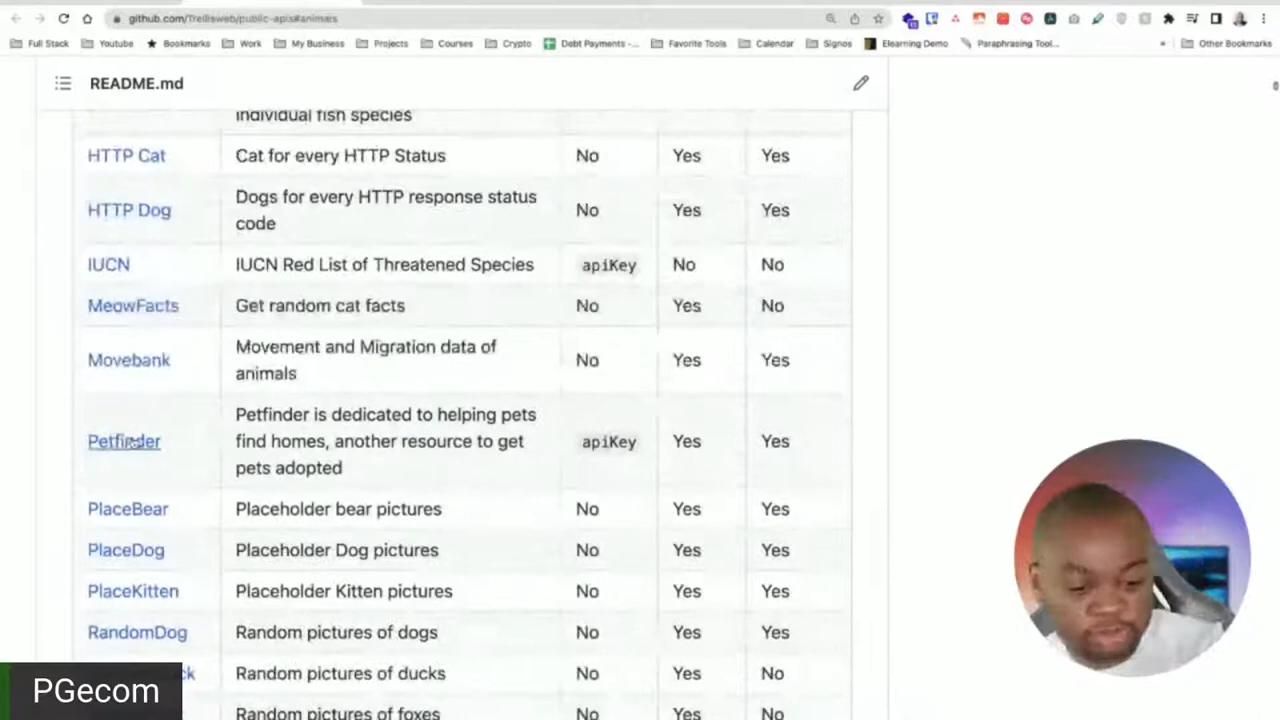 github.com/Trellisweb/public-apis#animals
Full Stack Youtube Bookmarks Work My Business Projects Courses Crypto Debt Payments -... Favorite Tools Calendar Signos Elearning Demo Paraphrasing Tool... » Other Bookmarks
README.md
individual fish species
HTTP Cat Cat for every HTTP Status No Yes Yes
HTTP Dog Dogs for every HTTP response status code No Yes Yes
IUCN IUCN Red List of Threatened Species apiKey No No
MeowFacts Get random cat facts No Yes No
Movebank Movement and Migration data of animals No Yes Yes
Petfinder Petfinder is dedicated to helping pets find homes, another resource to get pets adopted apiKey Yes Yes
PlaceBear Placeholder bear pictures No Yes Yes
PlaceDog Placeholder Dog pictures No Yes Yes
PlaceKitten Placeholder Kitten pictures No Yes Yes
RandomDog Random pictures of dogs No Yes Yes
ck Random pictures of ducks No Yes No
Random pictures of foxes No Yes No
PGecom